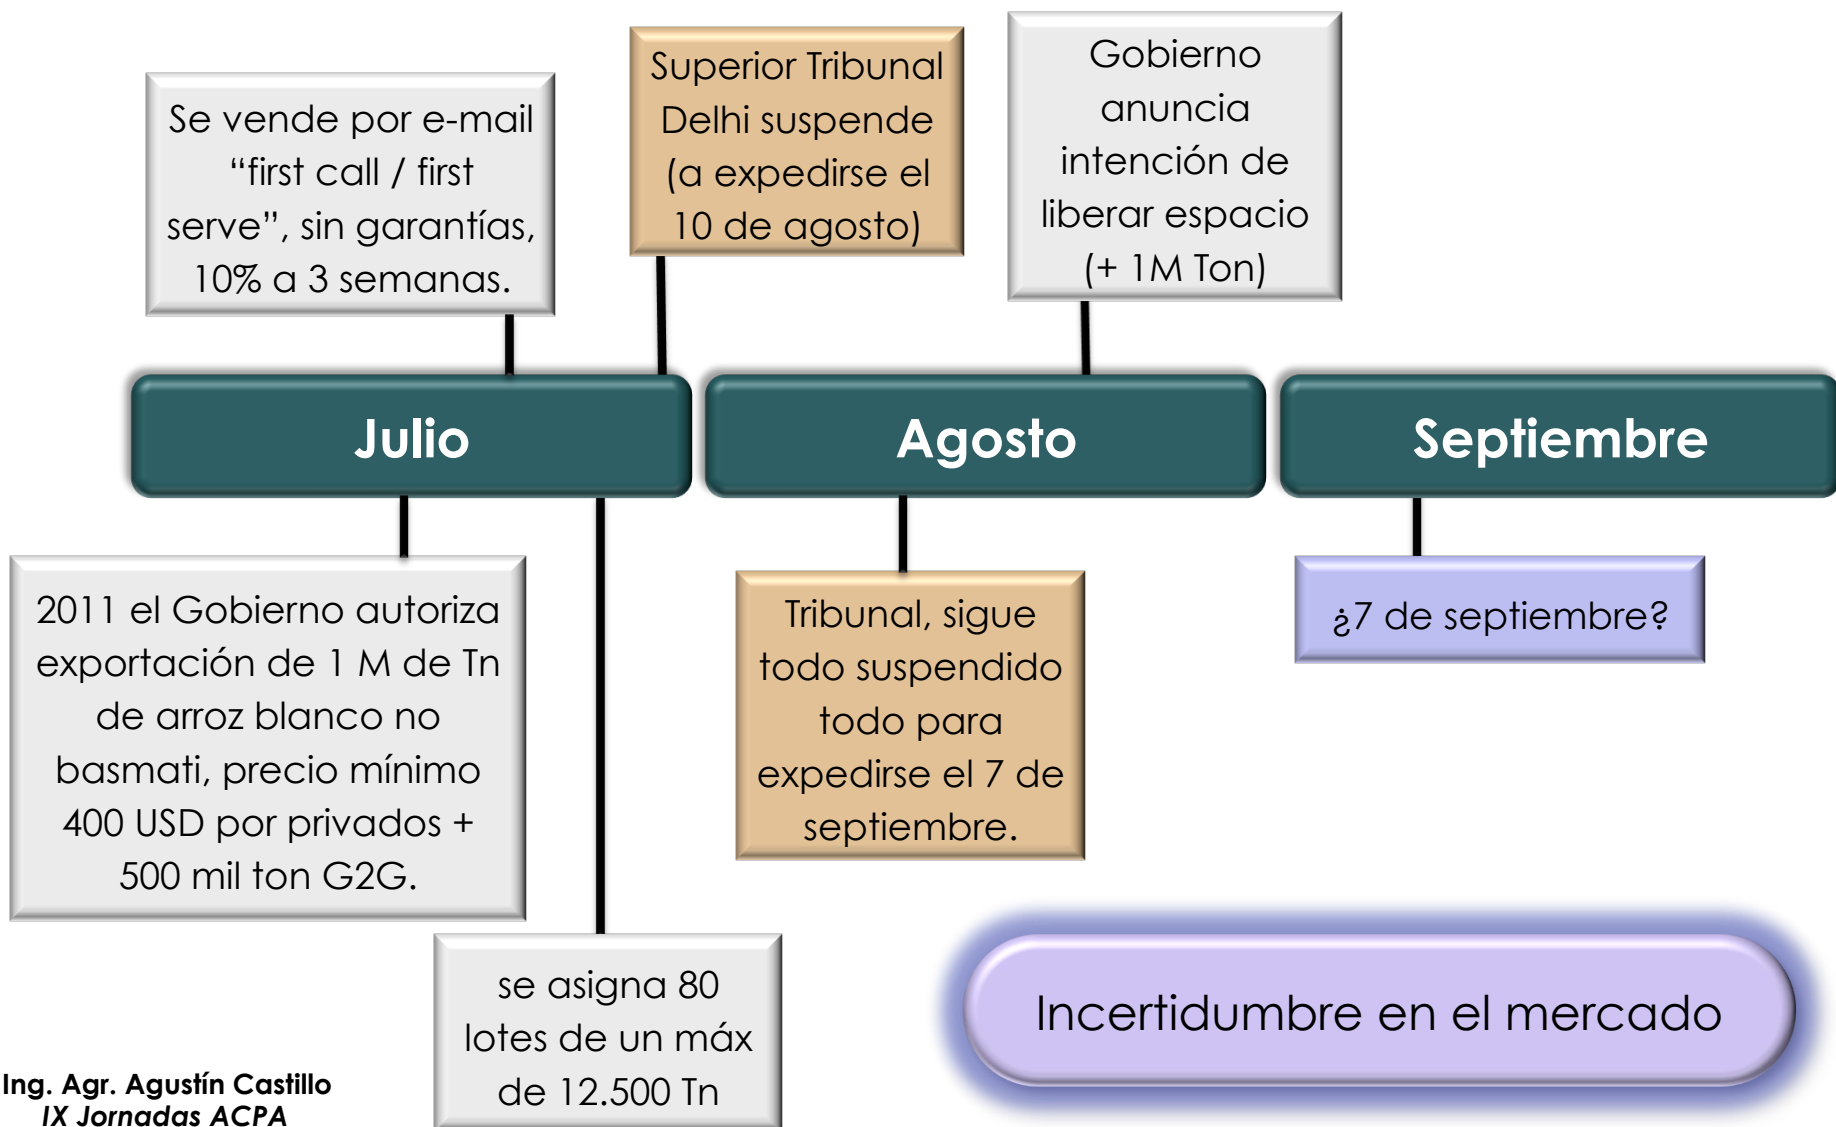 Se vende por e-mail
“first call / first
serve”, sin garantías,
10% a 3 semanas.
Superior Tribunal
Delhi suspende
(a expedirse el
10 de agosto)
Gobierno
anuncia
intención de
liberar espacio
(+ 1M Ton)
Julio
Agosto
Septiembre
2011 el Gobierno autoriza
exportación de 1 M de Tn
de arroz blanco no
basmati, precio mínimo
400 USD por privados +
500 mil ton G2G.
Tribunal, sigue
todo suspendido
todo para
expedirse el 7 de
septiembre.
¿7 de septiembre?
se asigna 80
lotes de un máx
de 12.500 Tn
Incertidumbre en el mercado
Ing. Agr. Agustín Castillo
IX Jornadas ACPA